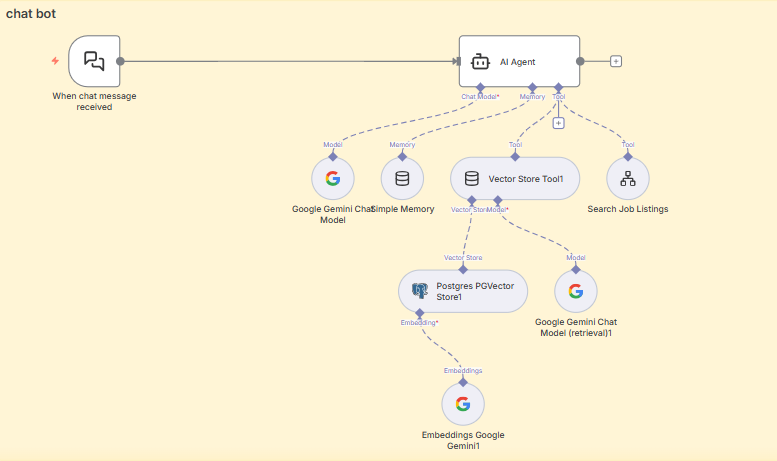 chat bot
When chat message
received
AI Agent
Chat Model*
Memory
Tool
Model
Memory
Tool
Tool
Google Gemini Chat
Model
Simple Memory
Vector Store Tool1
Search Job Listings
Vector Store
Model*
Vector Store
Model
Postgres PGVector
Store1
Google Gemini Chat
Model (retrieval)1
Embedding*
Embeddings
Embeddings Google
Gemini1